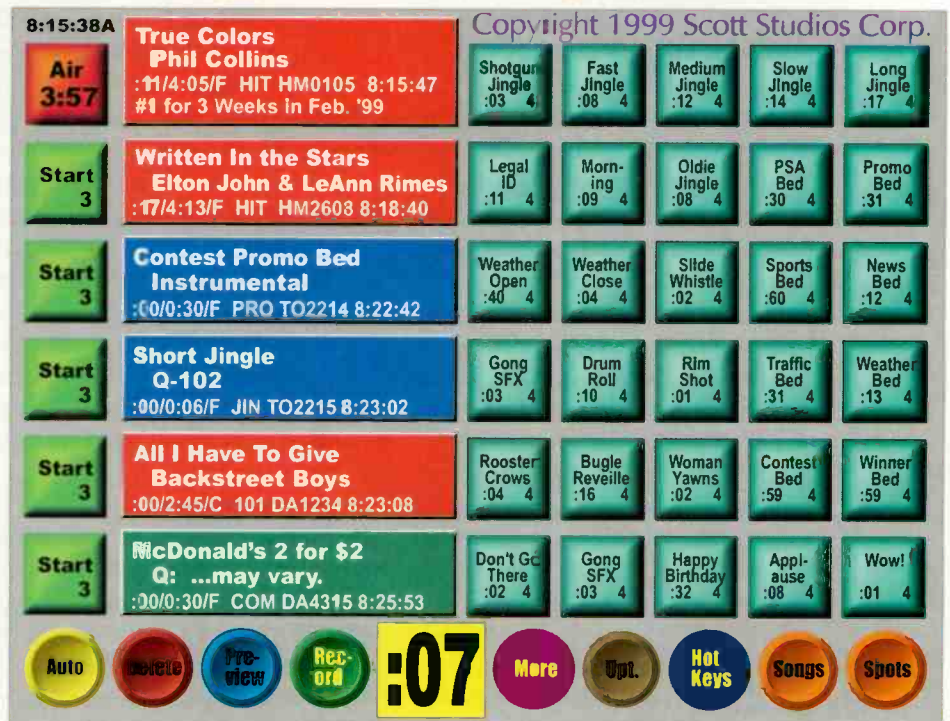 8:15:38A
Copyright 1999 Scott Studios Corp.
Air
3:57
True Colors
Phil Collins
:11/4:05/F HIT HM0105 8:15:47
#1 for 3 Weeks in Feb. '99
Shotgun
Jingle
:03 4
Fast
Jingle
:08 4
Medium
Jingle
:12 4
Slow
Jingle
:14 4
Long
Jingle
:17 4
Start
3
Written In the Stars
Elton John & LeAnn Rimes
:17/4:13/F HIT HM2608 8:18:40
Legal
ID
:11 4
Morn-
ing
:09 4
Oldie
Jingle
:08 4
PSA
Bed
:30 4
Promo
Bed
:31 4
Start
3
Contest Promo Bed
Instrumental
:00/0:30/F PRO TO2214 8:22:42
Weather
Open
:40 4
Weather
Close
:04 4
Slide
Whistle
:02 4
Sports
Bed
:60 4
News
Bed
:12 4
Start
3
Short Jingle
Q-102
:00/0:06/F JIN TO2215 8:23:02
Gong
SFX
:03 4
Drum
Roll
:10 4
Rim
Shot
:01 4
Traffic
Bed
:31 4
Weather
Bed
:13 4
Start
3
All I Have To Give
Backstreet Boys
:00/2:45/C 101 DA1234 8:23:08
Rooster
Crows
:04 4
Bugle
Reveille
:16 4
Woman
Yawns
:02 4
Contest
Bed
:59 4
Winner
Bed
:59 4
Start
3
McDonald's 2 for $2
Q: ...may vary.
:00/0:30/F COM DA4315 8:25:53
Don't Go
There
:02 4
Gong
SFX
:03 4
Happy
Birthday
:32 4
Appl-
ause
:08 4
Wow!
:01 4
Auto
Delete
Pre-
view
Rec-
ord
:07
More
Opt.
Hot
Keys
Songs
Spots